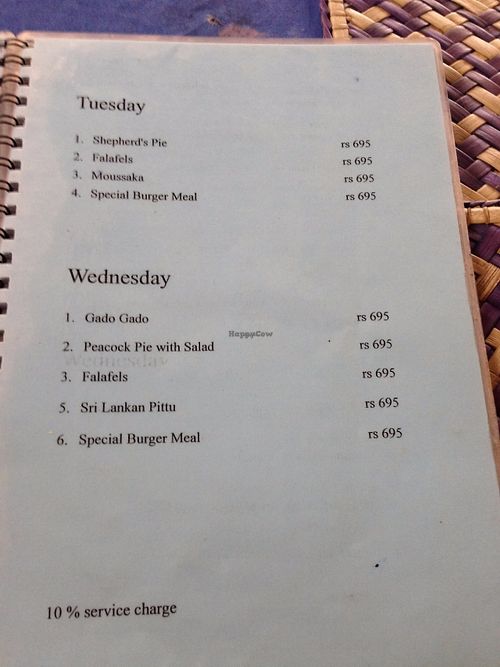 Tuesday
1. Shepherd's Pie rs 695
2. Falafels rs 695
3. Moussaka rs 695
4. Special Burger Meal rs 695
Wednesday
1. Gado Gado rs 695
HappyCow
2. Peacock Pie with Salad rs 695
Wednesday
3. Falafels rs 695
5. Sri Lankan Pittu rs 695
6. Special Burger Meal rs 695
10 % service charge